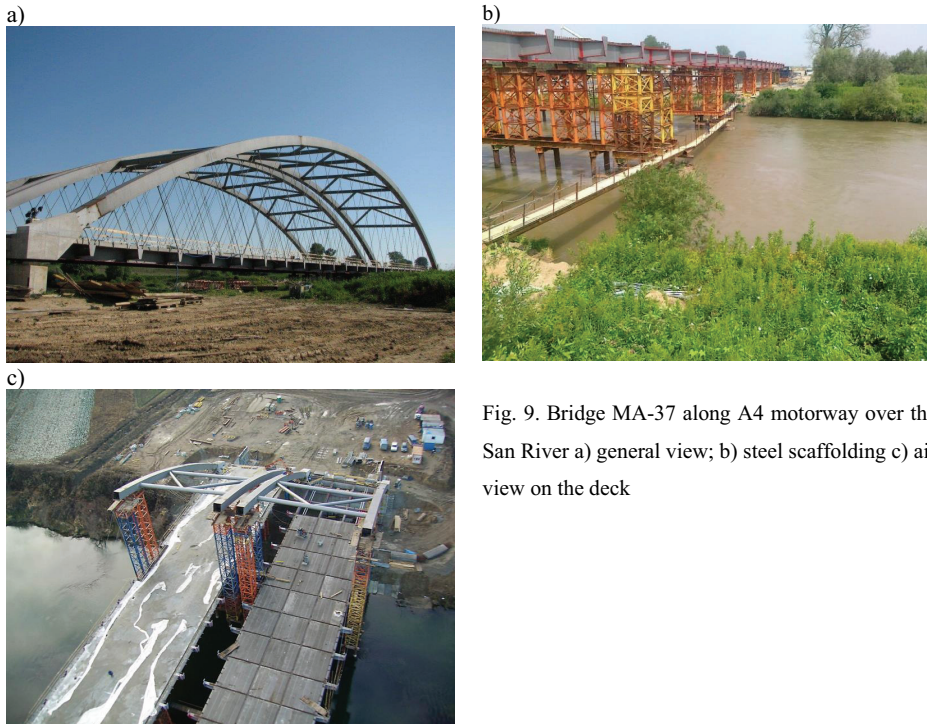 a)
b)
c)
Fig. 9. Bridge MA-37 along A4 motorway over th
San River a) general view; b) steel scaffolding c) ai
view on the deck